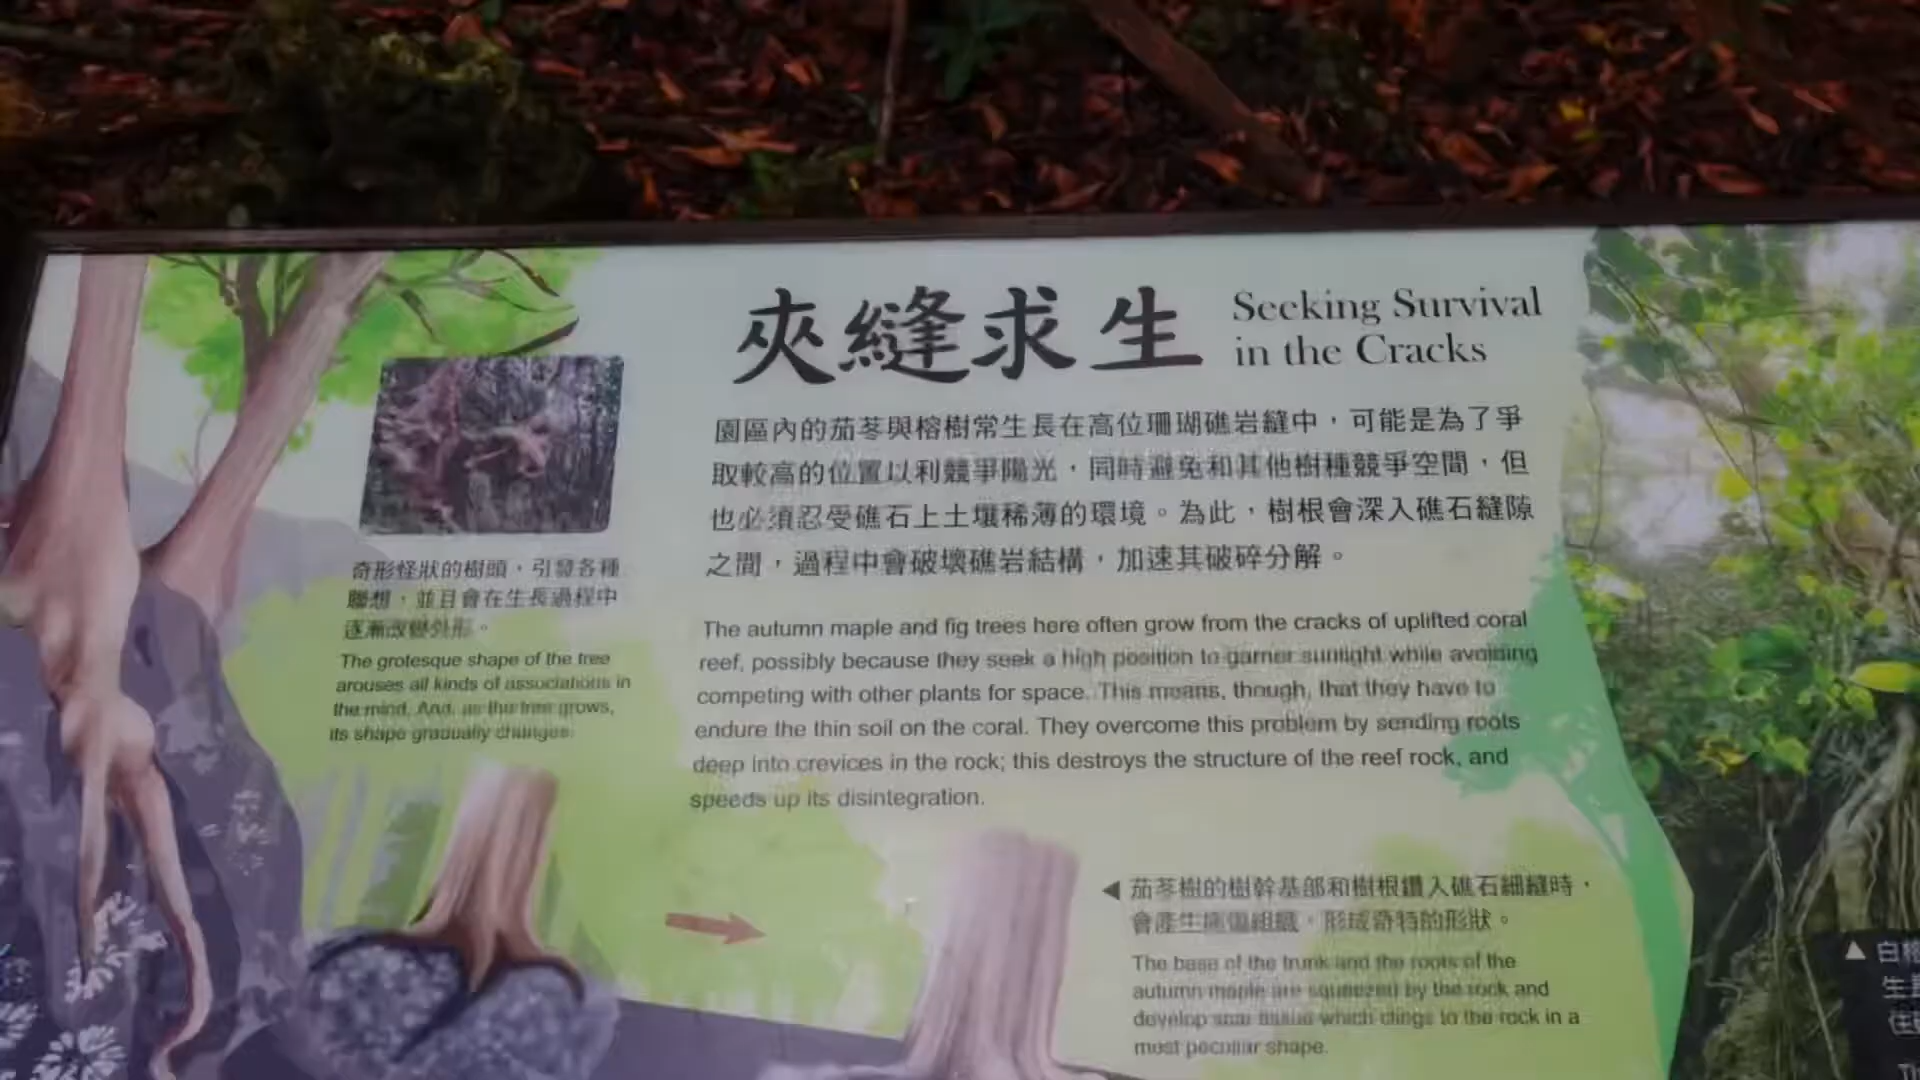 夾縫求生
Seeking Survival
in the Cracks
園區內的茄苳與榕樹常生長在高位珊瑚礁岩縫中，可能是為了爭
取較高的位置以利競爭陽光，同時避免和其他樹種競爭空間，但
也必須忍受礁石上土壤稀薄的環境。為此，樹根會深入礁石縫隙
之間，過程中會破壞礁岩結構，加速其破碎分解。
The autumn maple and fig trees here often grow from the cracks of uplifted coral
reef, possibly because they seek a high position to garner sunlight while avoiding
competing with other plants for space. This means, though, that they have to
endure the thin soil on the coral. They overcome this problem by sending roots
deep into crevices in the rock; this destroys the structure of the reef rock, and
speeds up its disintegration.
奇形怪狀的樹頭，引發各種
聯想，並且會在生長過程中
逐漸改變外形。
The grotesque shape of the tree
arouses all kinds of associations in
the mind. And, as the tree grows,
its shape gradually changes.
◀ 茄苳樹的樹幹基部和樹根鑽入礁石細縫時，
會產生癒傷組織，形成奇特的形狀。
The base of the trunk and the roots of the
autumn maple are squeezed by the rock and
develop scar tissue which clings to the rock in a
most peculiar shape.
▲ 白榕
生長
住